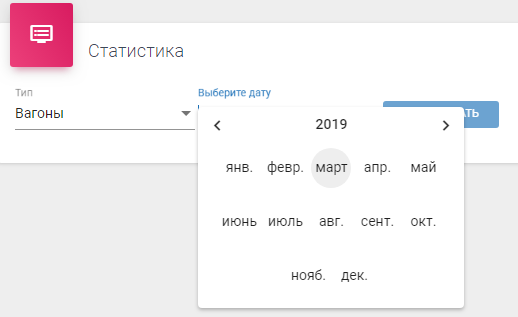 Статистика
Тип
Выберите дату
Вагоны
2019
янв. февр. март апр. май
июнь июль авг. сент. окт.
нояб. дек.